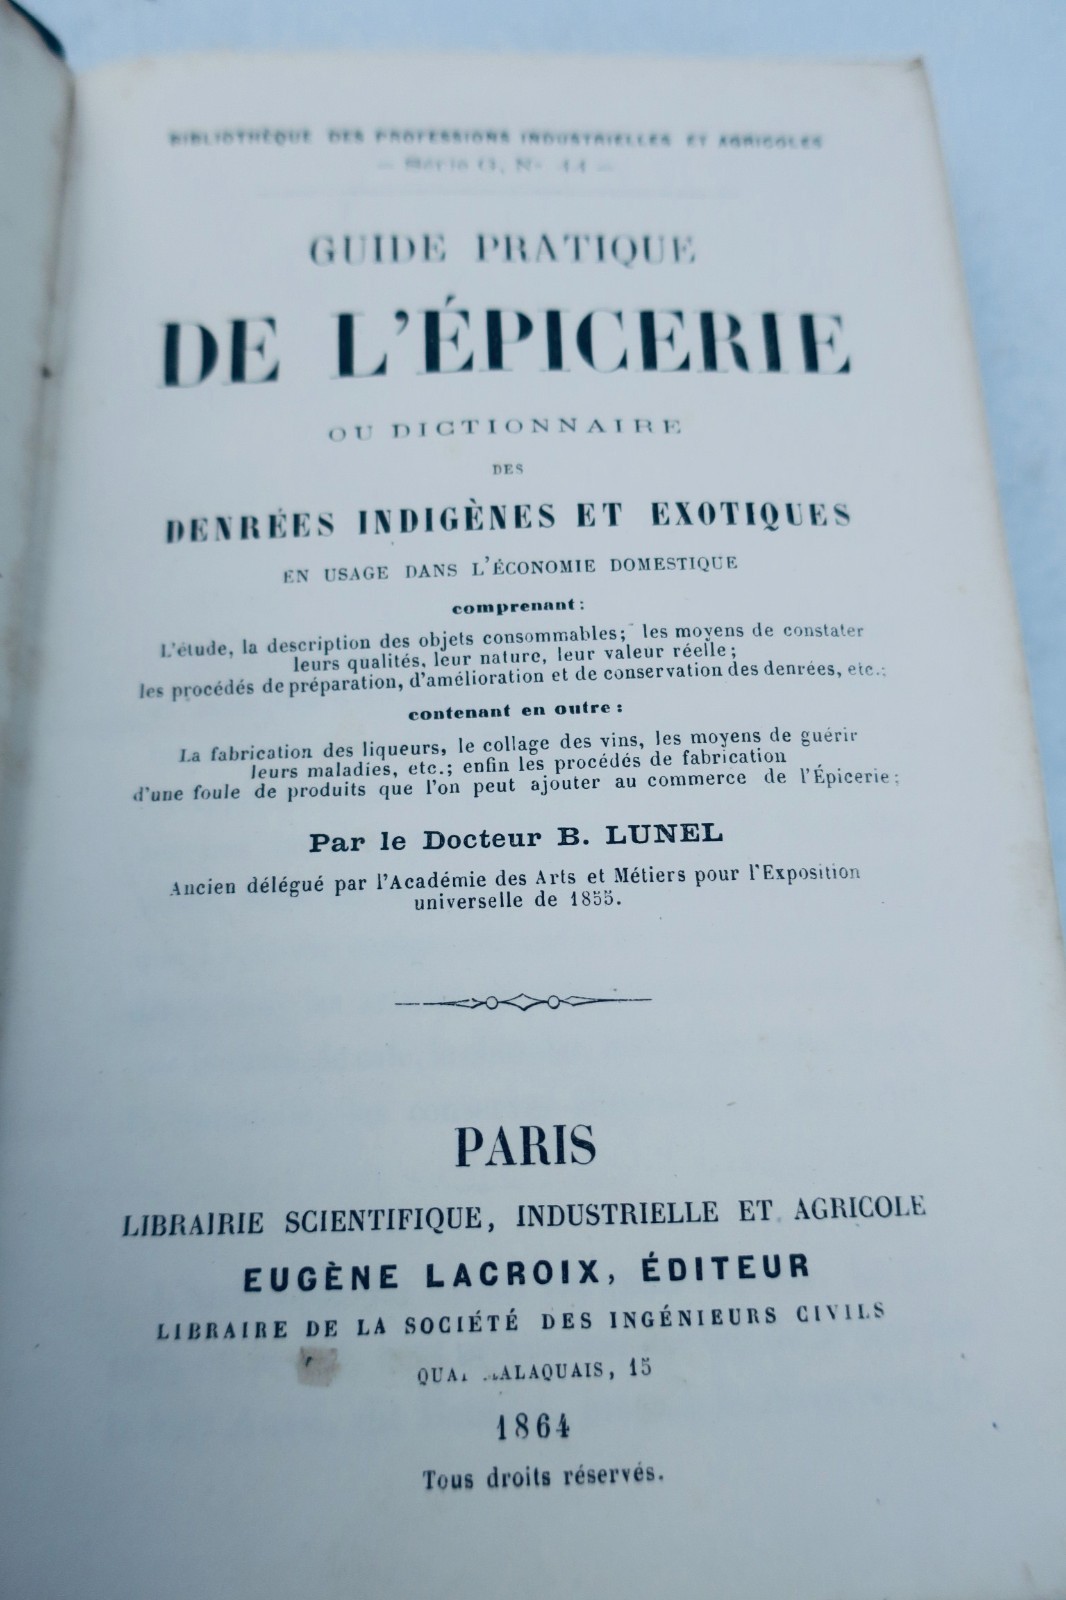 BIBLIOTHÈQUE DES PROFESSIONS INDUSTRIELLES ET AGRICOLES
— Série G, N°
GUIDE PRATIQUE
DE L'ÉPICERIE
OU DICTIONNAIRE
DES
DENRÉES INDIGÈNES ET EXOTIQUES
EN USAGE DANS L'ÉCONOMIE DOMESTIQUE
comprenant :
L'étude, la description des objets consommables; les moyens de constater
leurs qualités, leur nature, leur valeur réelle ;
les procédés de préparation, d'amélioration et de conservation des denrées, etc.;
contenant en outre :
La fabrication des liqueurs, le collage des vins, les moyens de guérir
leurs maladies, etc.; enfin les procédés de fabrication
d'une foule de produits que l'on peut ajouter au commerce de l'Épicerie ;
Par le Docteur B. LUNEL
Ancien délégué par l'Académie des Arts et Métiers pour l'Exposition
universelle de 1855.
PARIS
LIBRAIRIE SCIENTIFIQUE, INDUSTRIELLE ET AGRICOLE
EUGÈNE LACROIX, ÉDITEUR
LIBRAIRE DE LA SOCIÉTÉ DES INGÉNIEURS CIVILS
QUAI MALAQUAIS, 15
1864
Tous droits réservés.